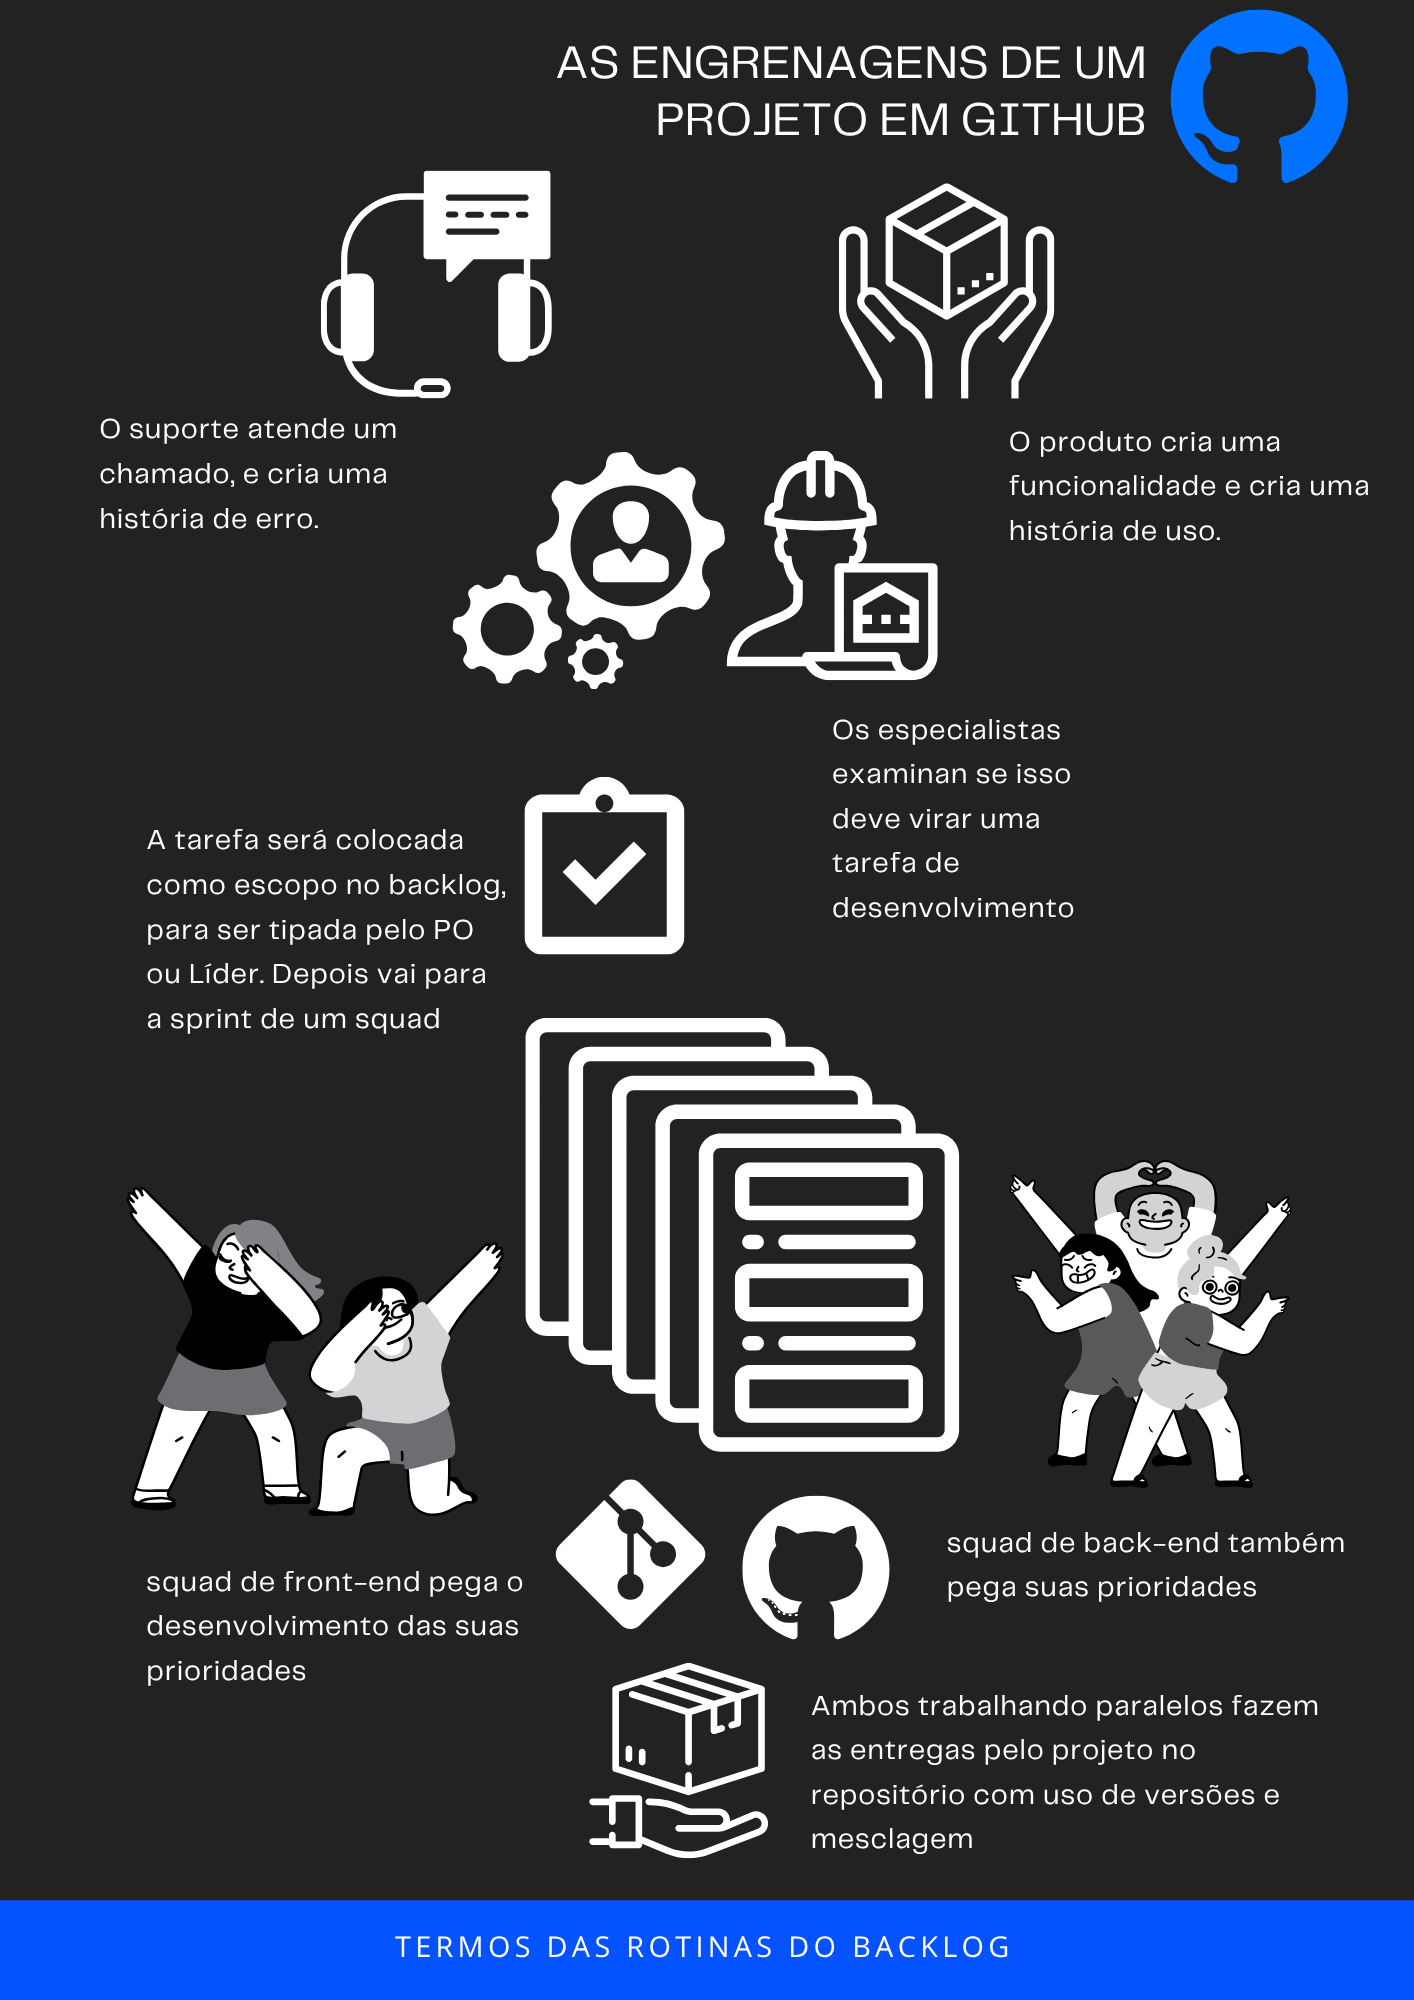 AS ENGRENAGENS DE UM
PROJETO EM GITHUB
O suporte atende um
chamado, e cria uma
história de erro.
O produto cria uma
funcionalidade e cria uma
história de uso.
Os especialistas
examinan se isso
deve virar uma
tarefa de
desenvolvimento
A tarefa será colocada
como escopo no backlog,
para ser tipada pelo PO
ou Líder. Depois vai para
a sprint de um squad
squad de front-end pega o
desenvolvimento das suas
prioridades
squad de back-end também
pega suas prioridades
Ambos trabalhando paralelos fazem
as entregas pelo projeto no
repositório com uso de versões e
mesclagem
TERMOS DAS ROTINAS DO BACKLOG